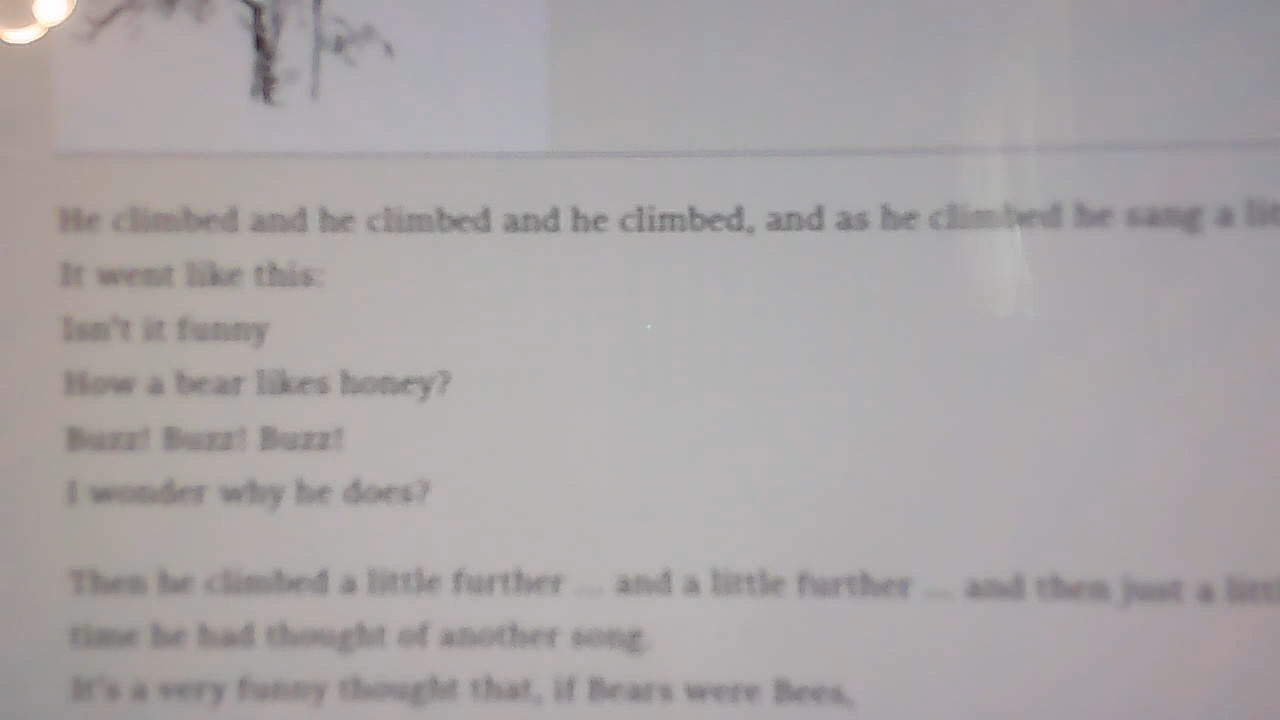 He climbed and he climbed and he climbed, and as he climbed he sang a
It went like this:
Isn't it funny
How a bear likes honey?
Buzz! Buzz! Buzz!
I wonder why he does?
Then he climbed a little further ... and a little further ... and then just a
time he had thought of another song.
It's a very funny thought that, if Bears were Bees,